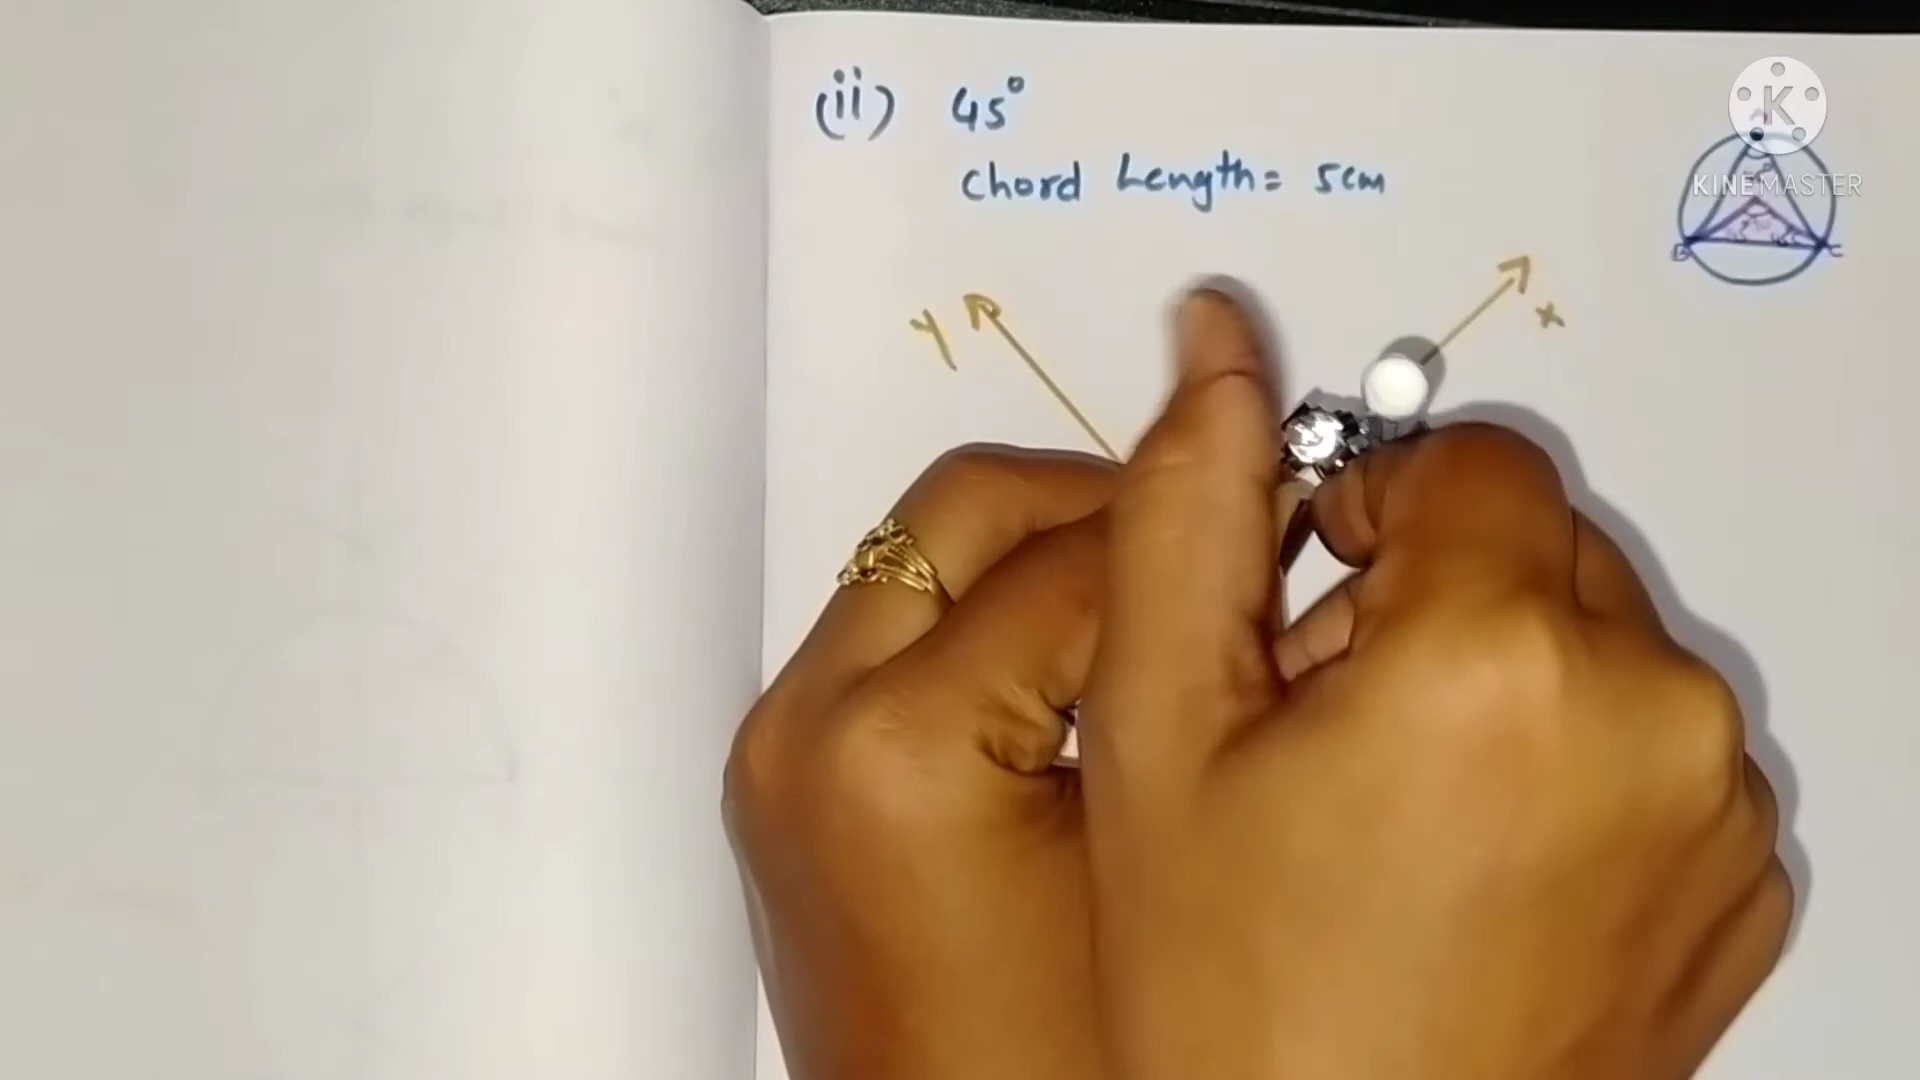 (ii) 45°
Chord Length = 5cm
Y
X
K
KINEMASTER
B
C